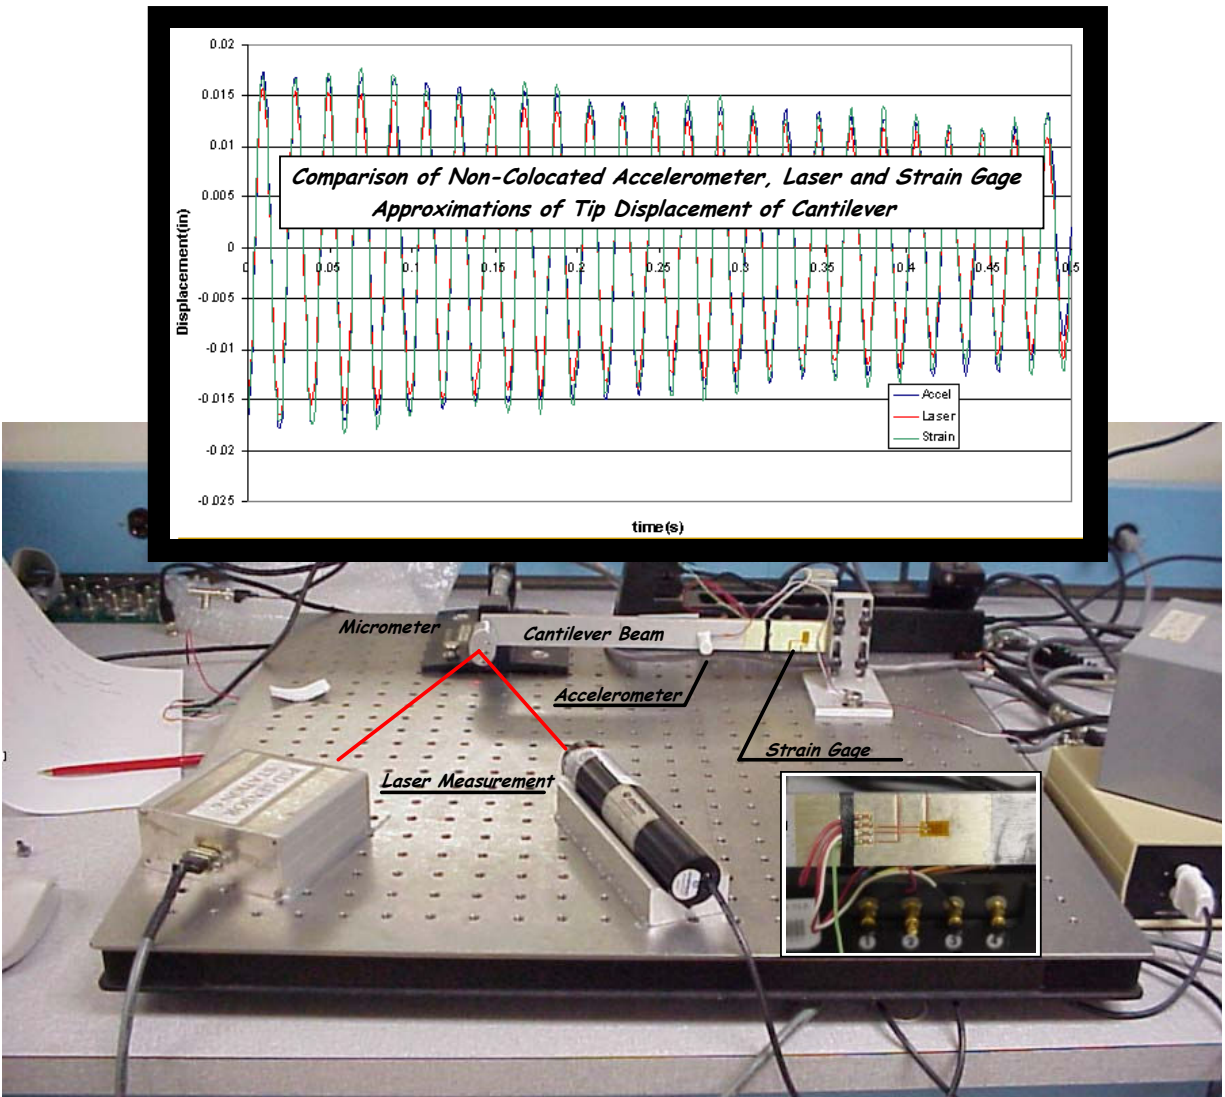 0.02
0.015
0.01
0.005
0
-0.005
-0.01
-0.015
-0.02
-0.025
Displacement(in)
Comparison of Non-Colocated Accelerometer, Laser and Strain Gage
Approximations of Tip Displacement of Cantilever
0 0.05 0.1 0.15 0.2 0.25 0.3 0.35 0.4 0.45 0.5
Accel
Laser
Strain
time(s)
Micrometer
Cantilever Beam
Accelerometer
Strain Gage
Laser Measurement